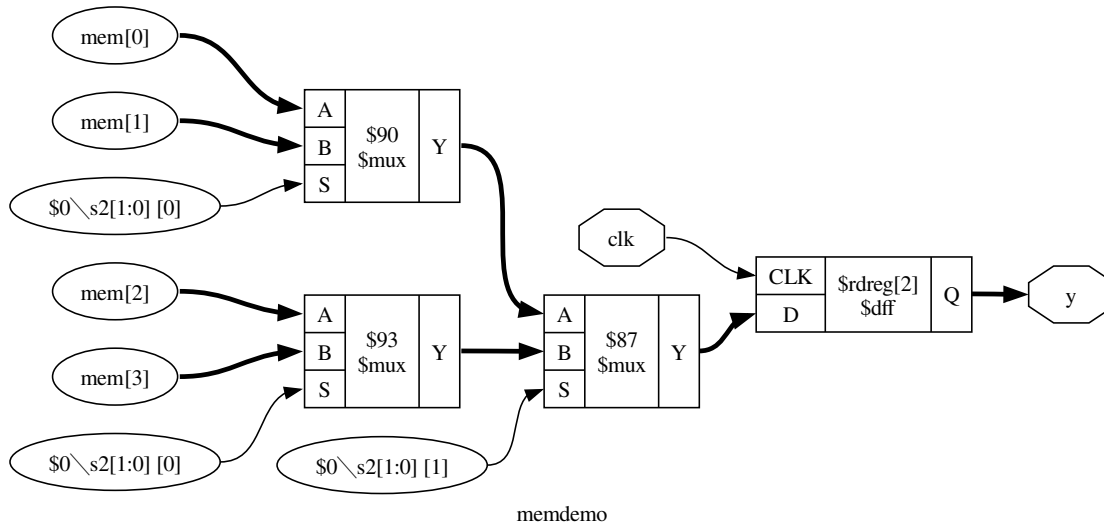 mem[0]
mem[1]
$0\s2[1:0] [0]
A
B
S
$90
$mux
Y
mem[2]
mem[3]
$0\s2[1:0] [0]
A
B
S
$93
$mux
Y
$0\s2[1:0] [1]
A
B
S
$87
$mux
Y
clk
CLK
D
$rdreg[2]
$dff
Q
y
memdemo